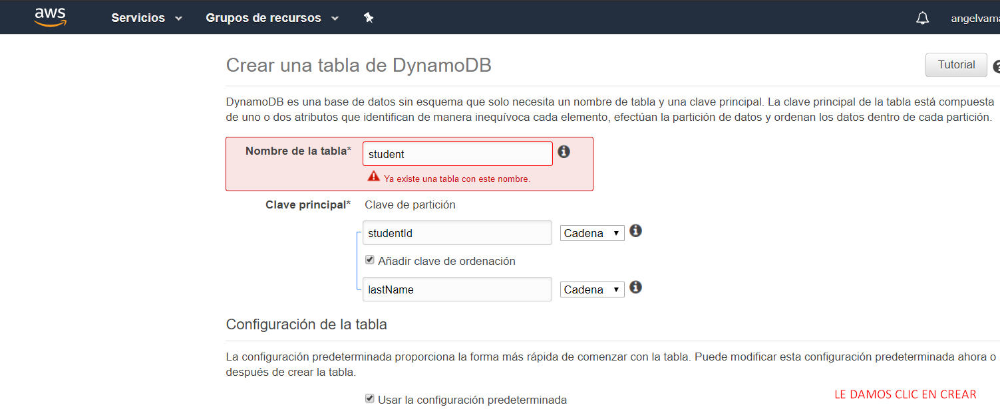 aws Servicios Grupos de recursos angelvama
Crear una tabla de DynamoDB
Tutorial
DynamoDB es una base de datos sin esquema que solo necesita un nombre de tabla y una clave principal. La clave principal de la tabla está compuesta
de uno o dos atributos que identifican de manera inequívoca cada elemento, efectúan la partición de datos y ordenan los datos dentro de cada partición.
Nombre de la tabla* student
Ya existe una tabla con este nombre.
Clave principal* Clave de partición
studentId Cadena
Añadir clave de ordenación
lastName Cadena
Configuración de la tabla
La configuración predeterminada proporciona la forma más rápida de comenzar con la tabla. Puede modificar esta configuración predeterminada ahora o
después de crear la tabla.
Usar la configuración predeterminada
LE DAMOS CLIC EN CREAR